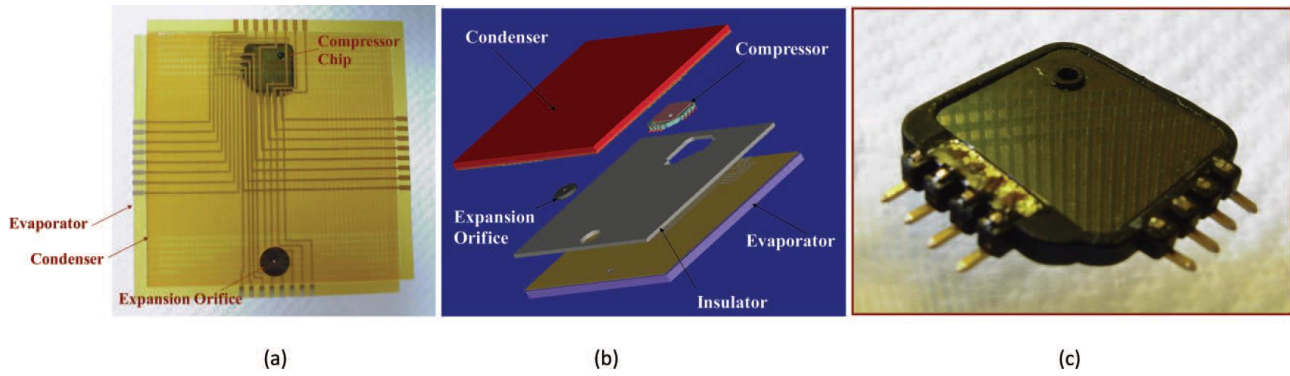 Compressor
Chip
Evaporator
Condenser
Expansion Orifice
(a)
Condenser
Compressor
Expansion
Orifice
Evaporator
Insulator
(b)
(c)